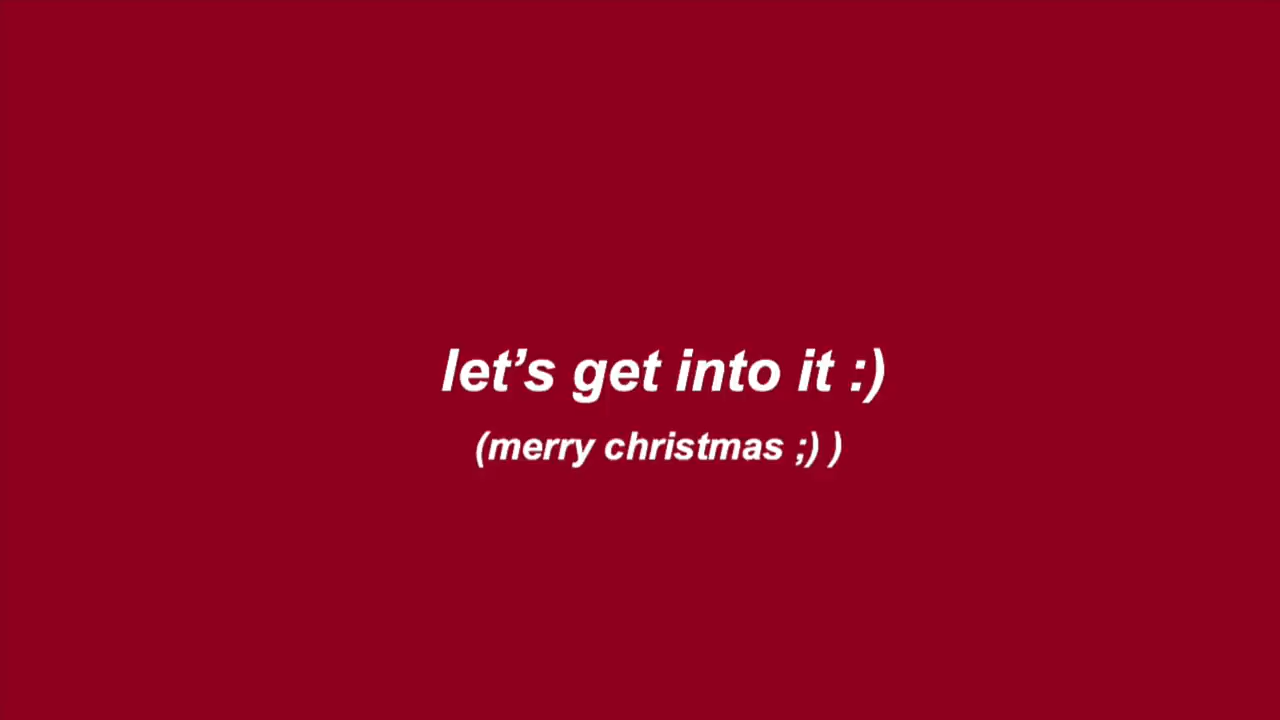 let’s get into it :)
(merry christmas ;) )